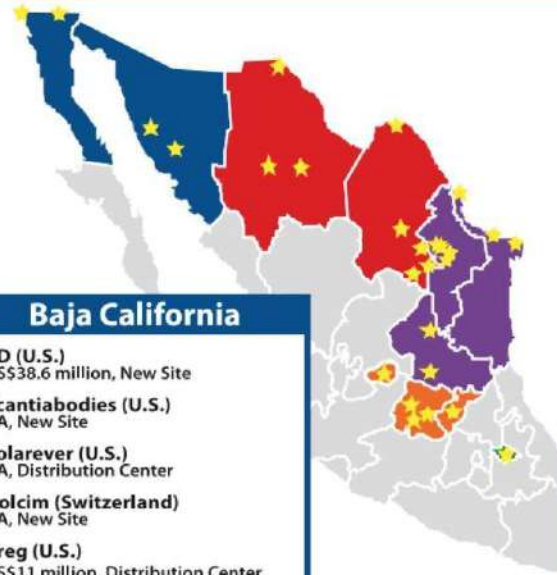 Baja California
D (U.S.)
S$38.6 million, New Site
cantiabodies (U.S.)
A, New Site
olarever (U.S.)
A, Distribution Center
olcim (Switzerland)
A, New Site
reg (U.S.)
S$11 million, Distribution Center